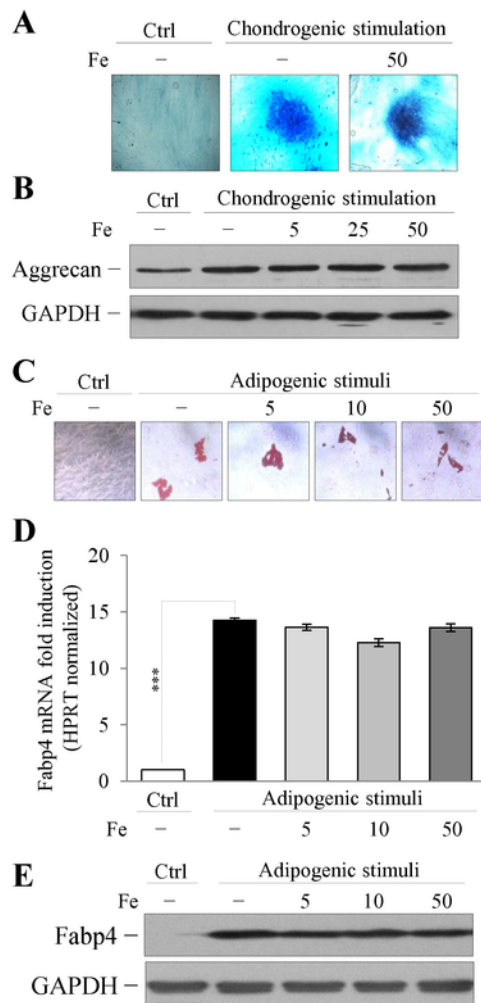 A
Ctrl Chondrogenic stimulation
Fe – – 50
B
Ctrl Chondrogenic stimulation
Fe – – 5 25 50
Aggrecan –
GAPDH –
C
Ctrl Adipogenic stimuli
Fe – – 5 10 50
D
20
15
10
5
0
Fabp4 mRNA fold induction
(HPRT normalized)
***
Ctrl Adipogenic stimuli
Fe – – 5 10 50
E
Ctrl Adipogenic stimuli
Fe – – 5 10 50
Fabp4 –
GAPDH –